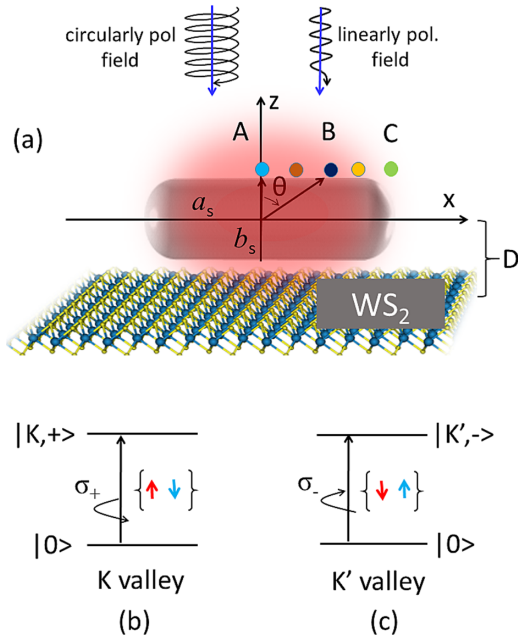 circularly pol
field
linearly pol.
field
(a)
z
A
B
C
θ
x
a_s
b_s
D
WS₂
|K,+>
σ₊
|0>
K valley
(b)
|K’,->
σ₋
|0>
K’ valley
(c)